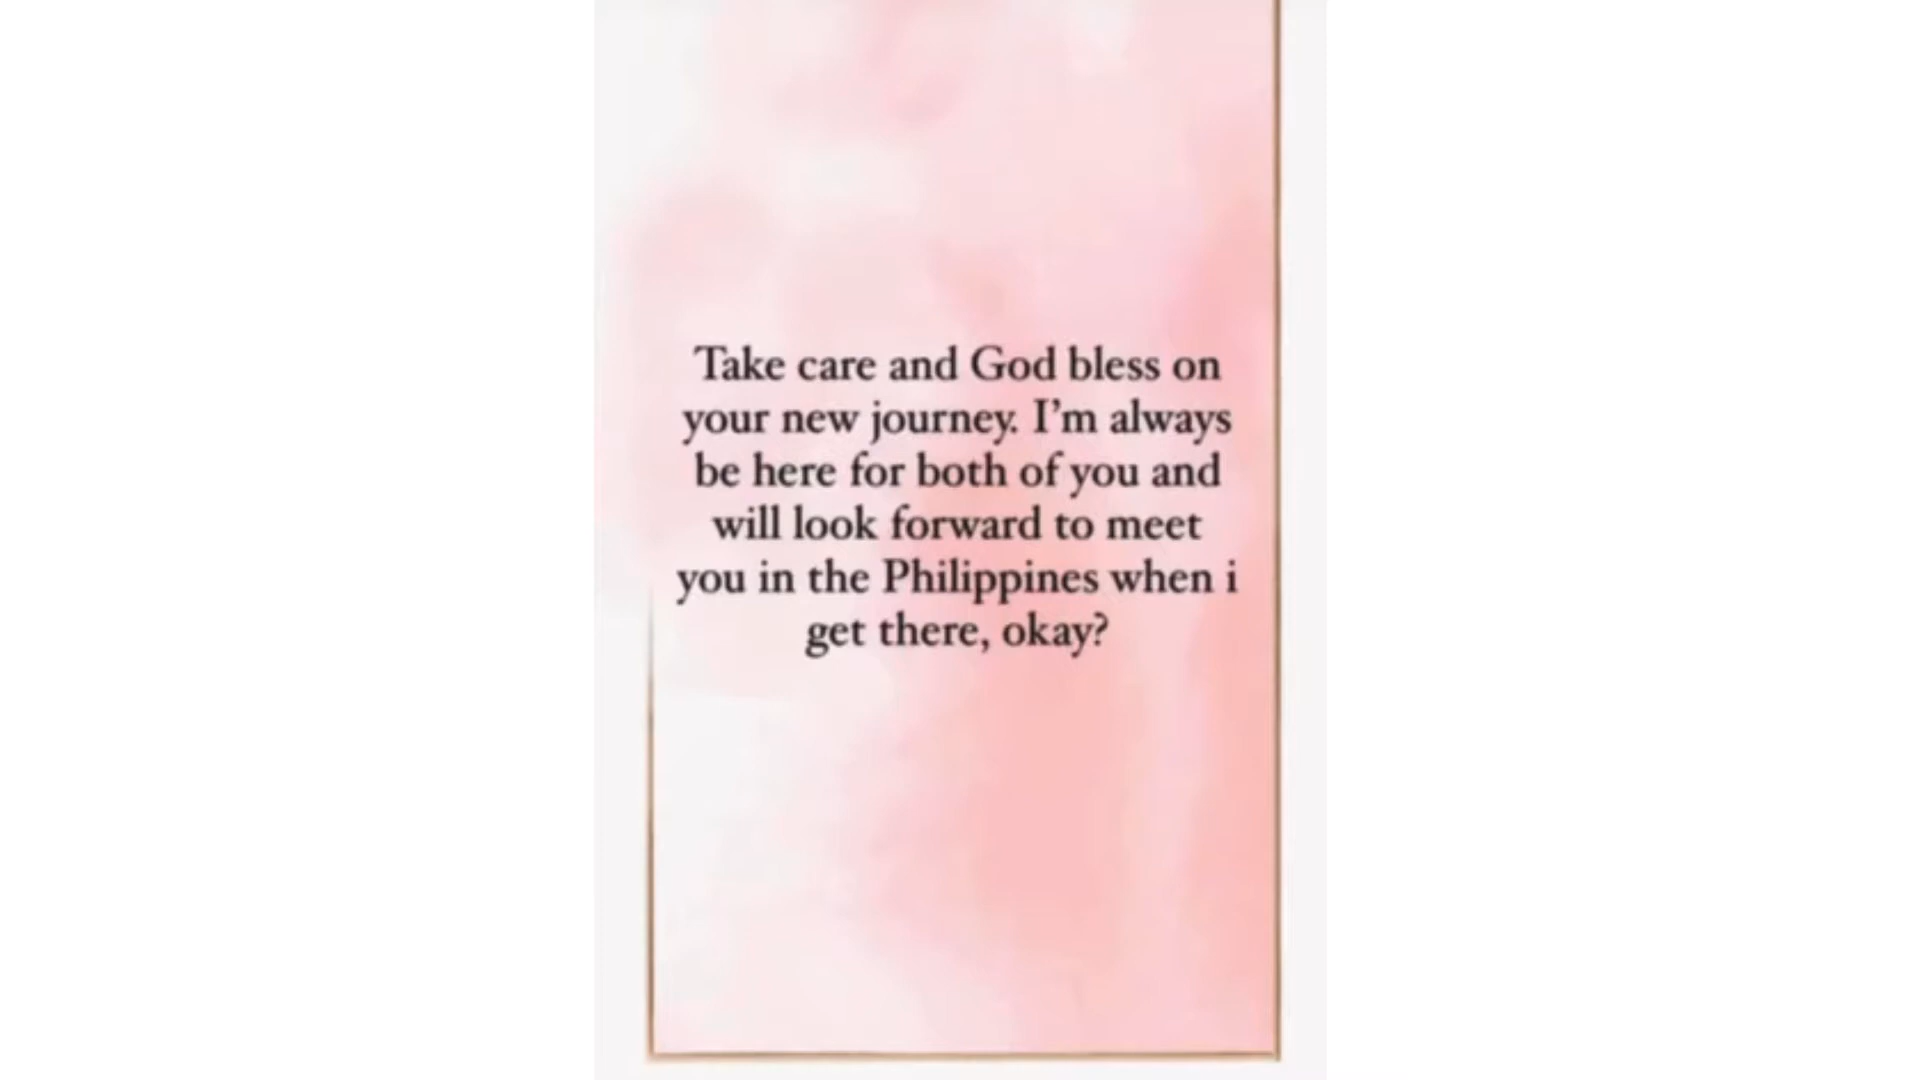 Take care and God bless on
your new journey. I'm always
be here for both of you and
will look forward to meet
you in the Philippines when i
get there, okay?